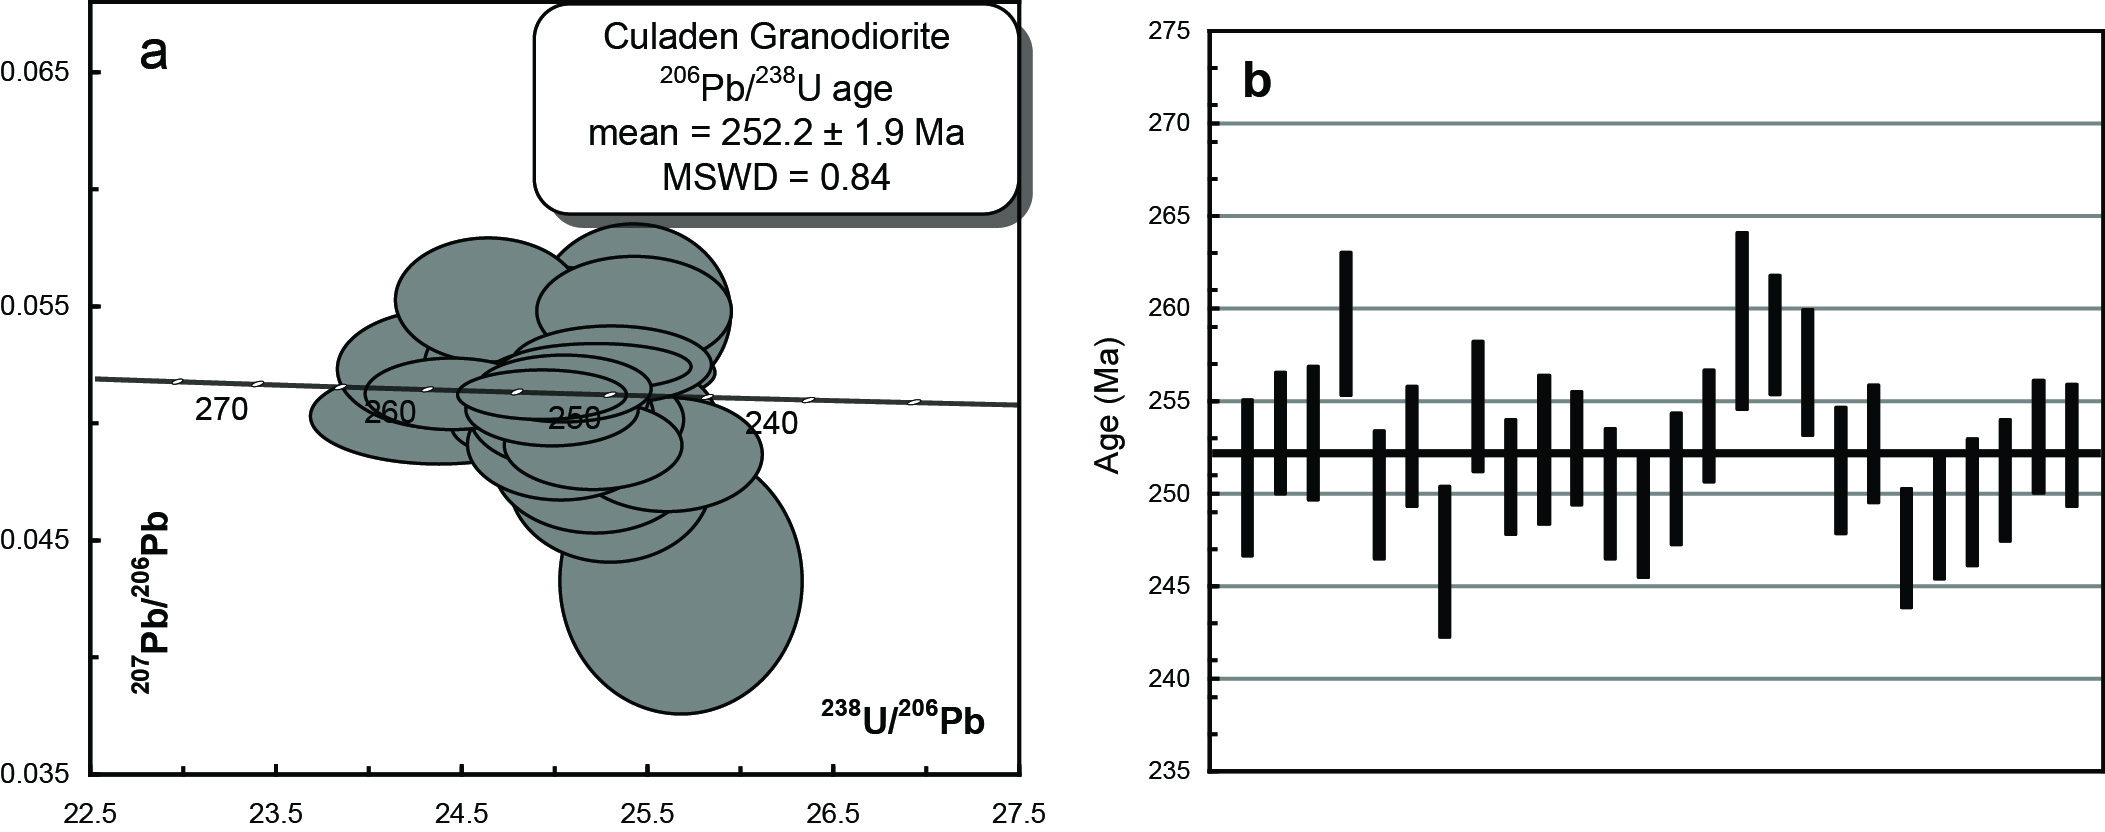 a
Culaden Granodiorite
²⁰⁶Pb/²³⁸U age
mean = 252.2 ± 1.9 Ma
MSWD = 0.84
0.065
0.055
0.045
0.035
270
260
250
240
²⁰⁷Pb/²⁰⁶Pb
²³⁸U/²⁰⁶Pb
22.5
23.5
24.5
25.5
26.5
27.5
b
Age (Ma)
275
270
265
260
255
250
245
240
235